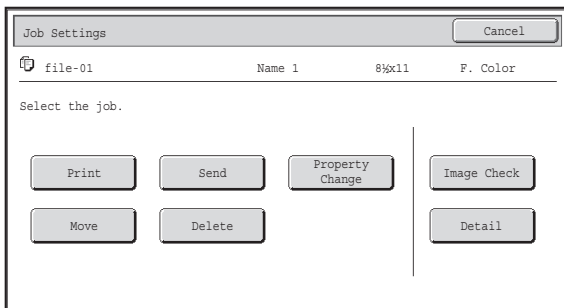 Job Settings
Cancel
file-01 Name 1 8½x11 F. Color
Select the job.
Print Send Property Change Image Check
Move Delete Detail